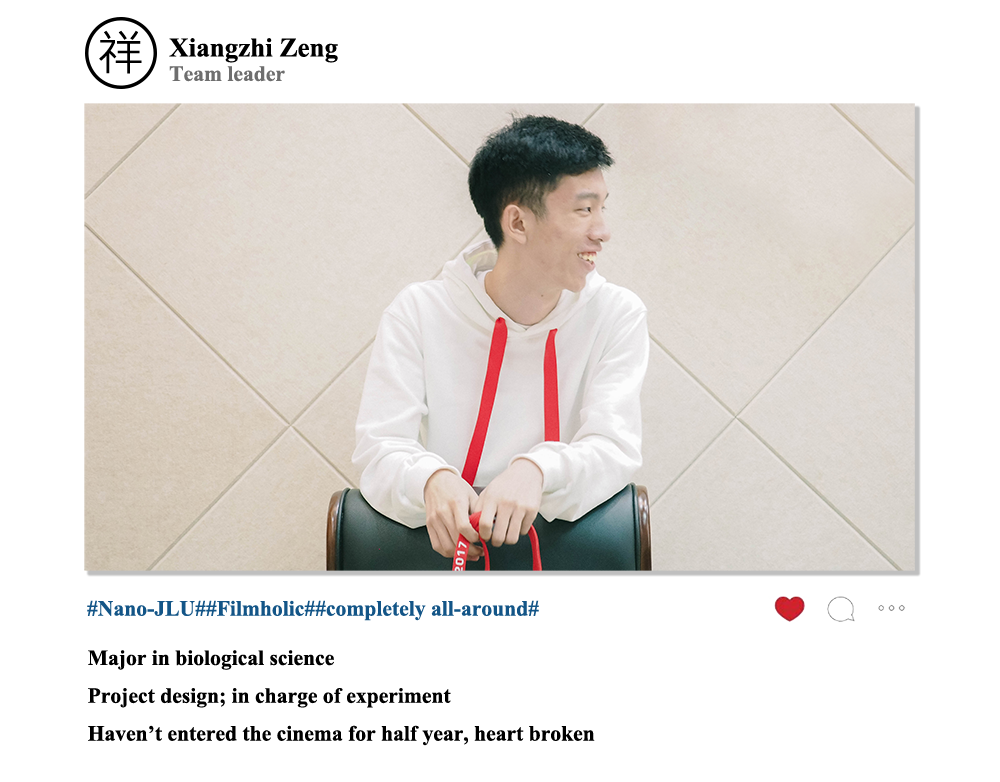 祥
Xiangzhi Zeng
Team leader
2017
#Nano-JLU##Filmholic##completely all-around#
Major in biological science
Project design; in charge of experiment
Haven’t entered the cinema for half year, heart broken